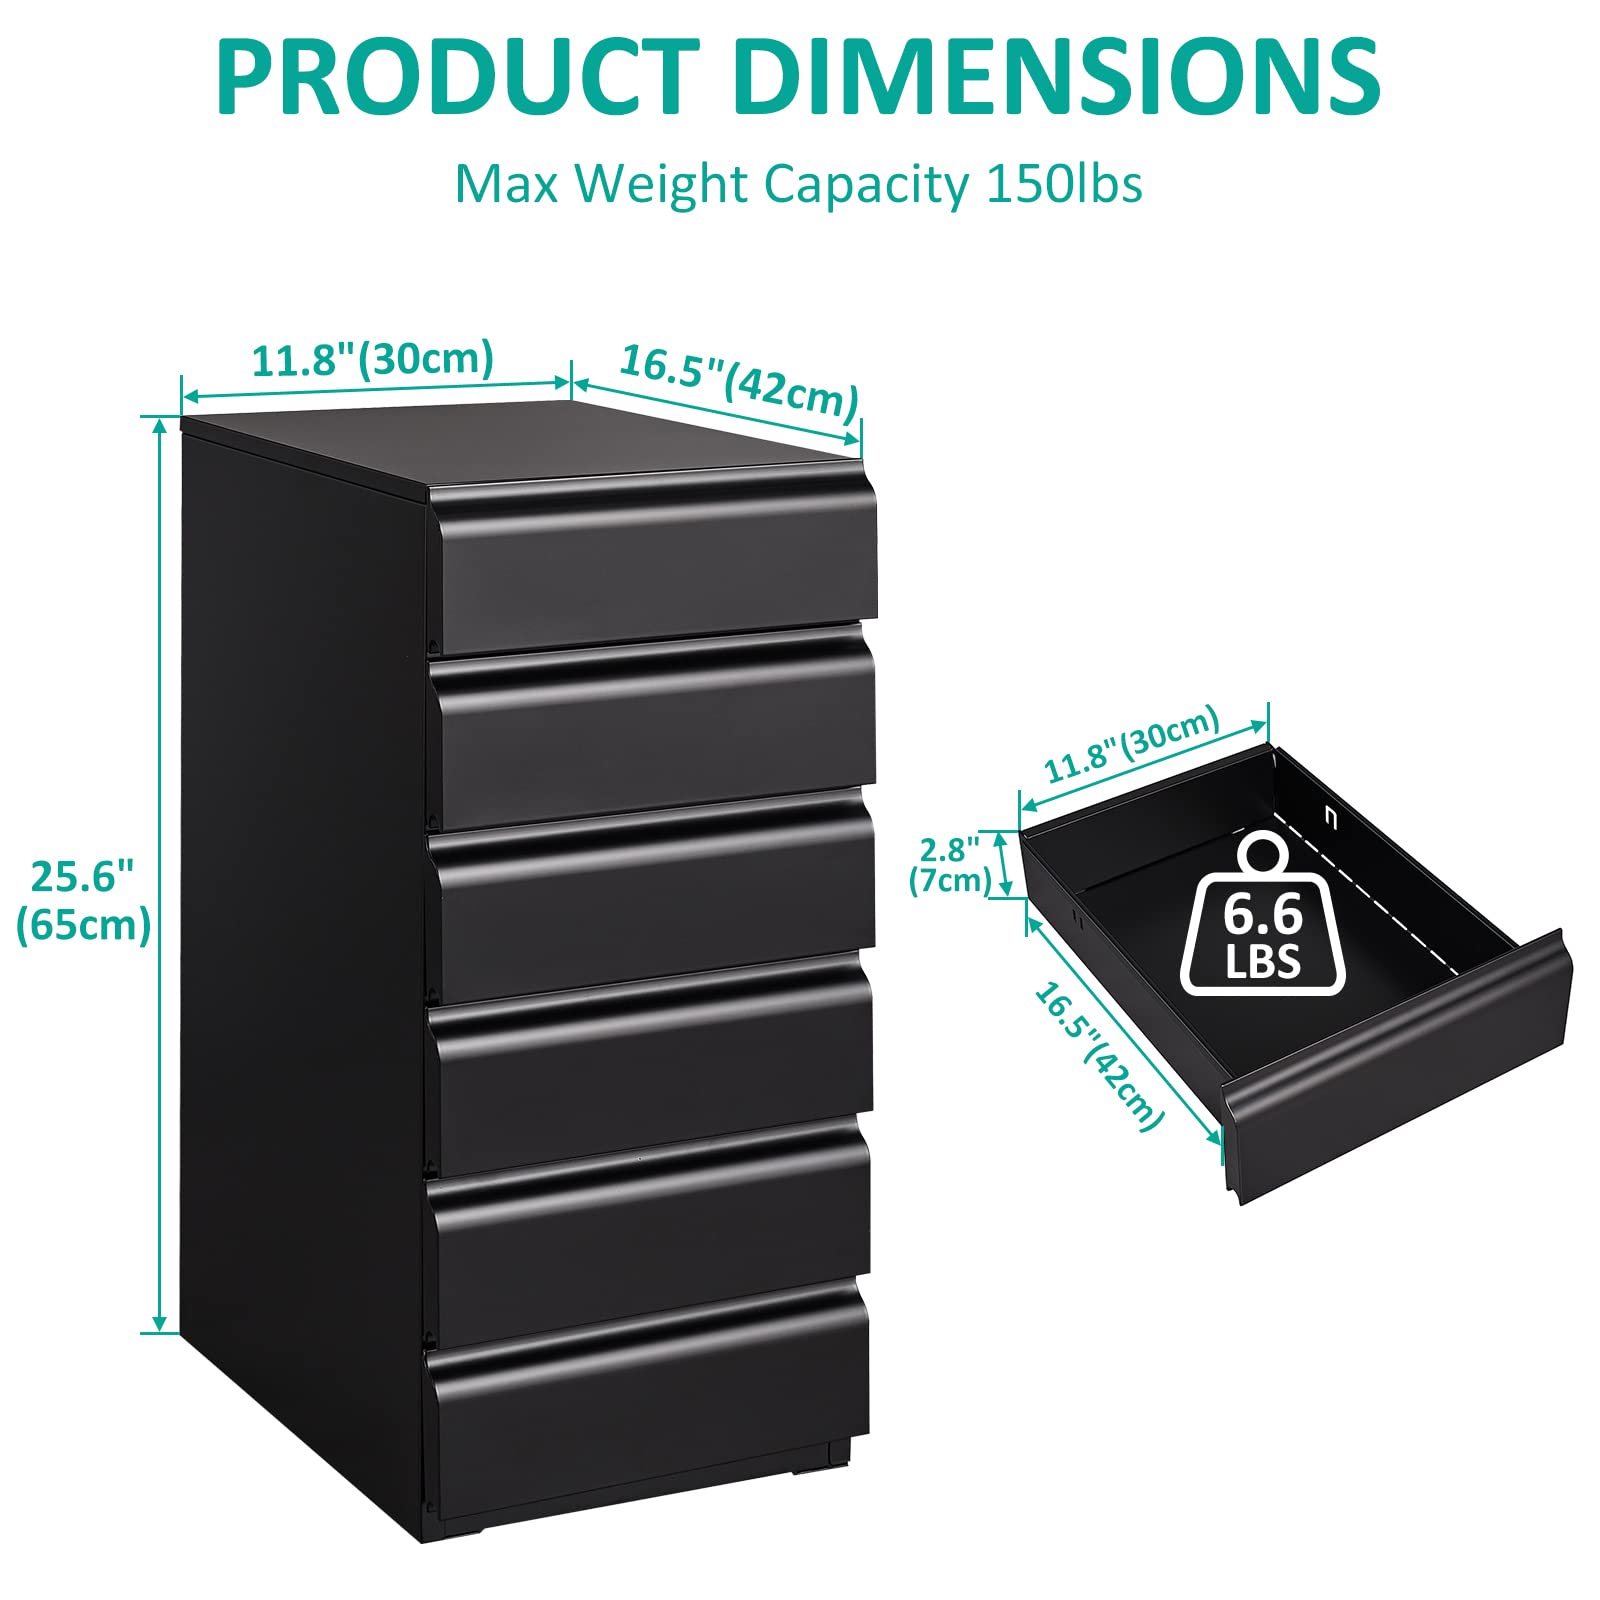 PRODUCT DIMENSIONS
Max Weight Capacity 150lbs
11.8"(30cm)
16.5"(42cm)
25.6"
(65cm)
11.8"(30cm)
2.8"
(7cm)
6.6
LBS
16.5"(42cm)